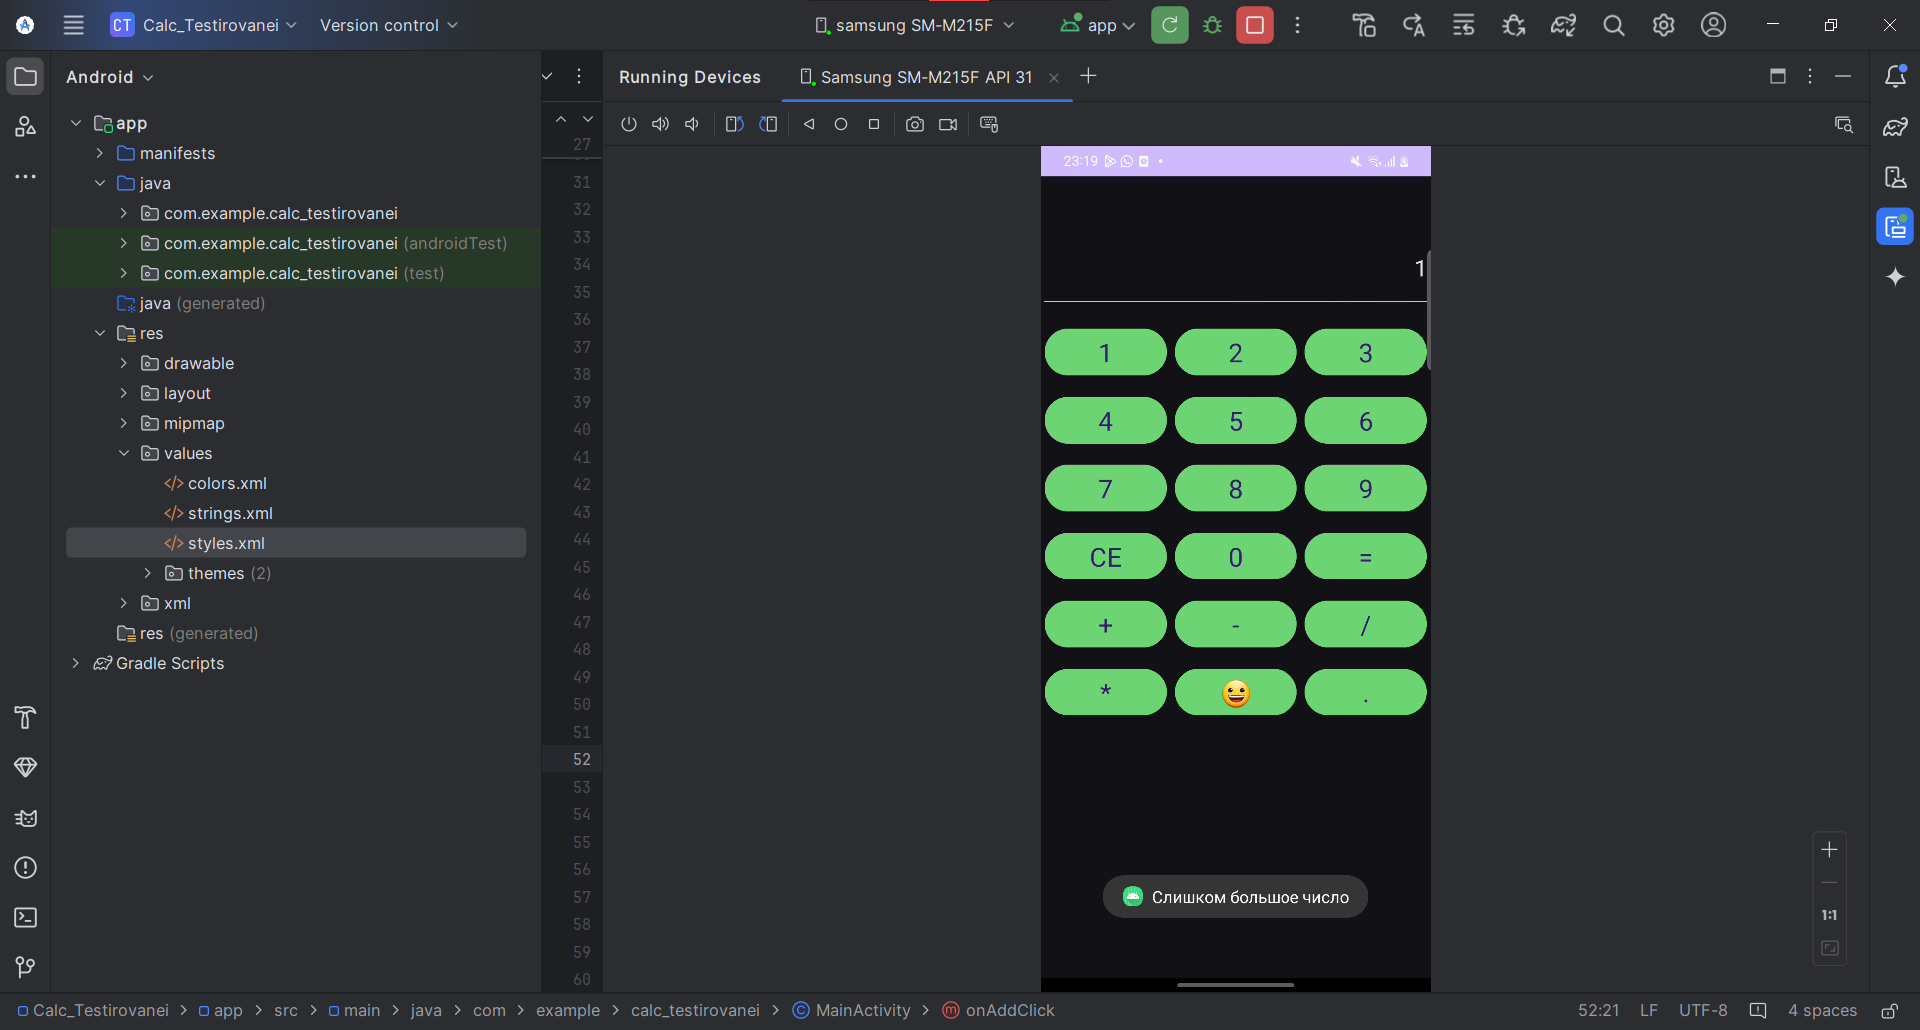 CT Calc_Testirovanei Version control samsung SM-M215F app
Android Running Devices Samsung SM-M215F API 31
app
manifests
java
com.example.calc_testirovanei
com.example.calc_testirovanei (androidTest)
com.example.calc_testirovanei (test)
java (generated)
res
drawable
layout
mipmap
values
colors.xml
strings.xml
styles.xml
themes (2)
xml
res (generated)
Gradle Scripts
27
31
32
33
34
35
36
37
38
39
40
41
42
43
44
45
46
47
48
49
50
51
52
53
54
55
56
57
58
59
60
23:19
1
1 2 3
4 5 6
7 8 9
CE 0 =
+ - /
* 😀 .
Слишком большое число
1:1
Calc_Testirovanei > app > src > main > java > com > example > calc_testirovanei > MainActivity > onAddClick 52:21 LF UTF-8 4 spaces